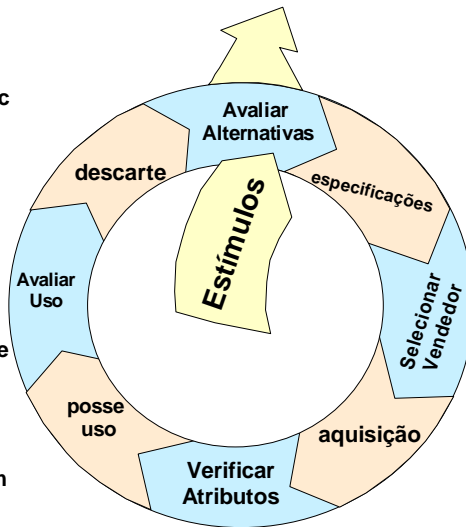 c
Avaliar
Alternativas
especificações
Selecionar
Vendedor
aquisição
Verificar
Atributos
posse
uso
Avaliar
Uso
descarte
Estímulos
e
n